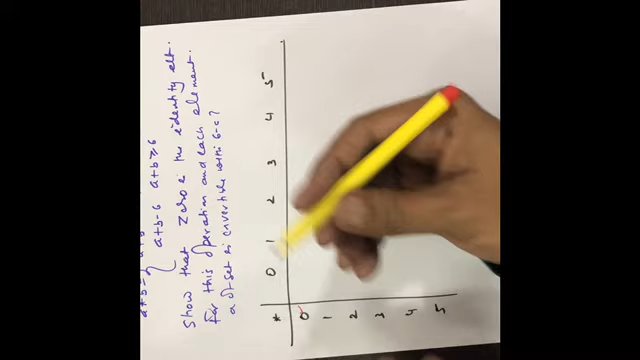 a+b-6 a+b≥6
Show that zero is the identity elt.
For this operation and each element
a of set is invertible with 6-a?
* 0 1 2 3 4 5
0
1
2
3
4
5